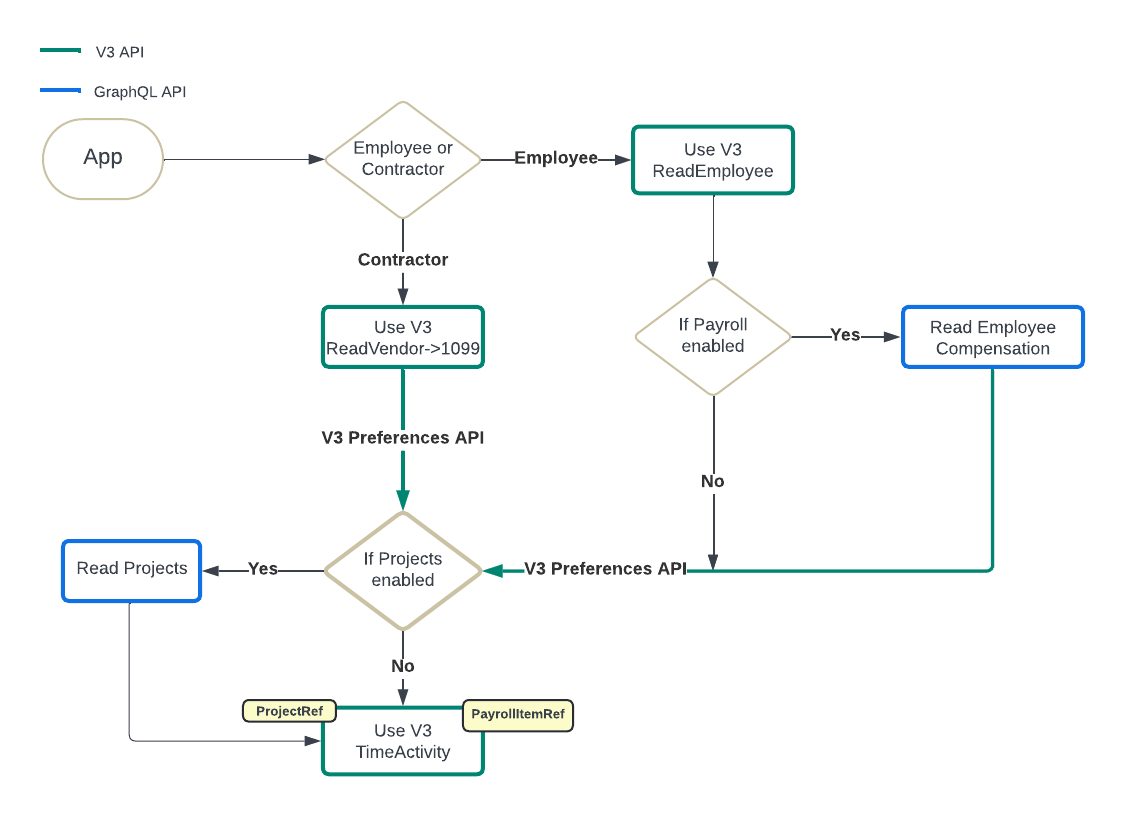 V3 API
GraphQL API
App
Employee or
Contractor
Employee
Use V3
ReadEmployee
Contractor
Use V3
ReadVendor->1099
If Payroll
enabled
Yes
Read Employee
Compensation
V3 Preferences API
No
Read Projects
Yes
If Projects
enabled
V3 Preferences API
No
ProjectRef
PayrollItemRef
Use V3
TimeActivity